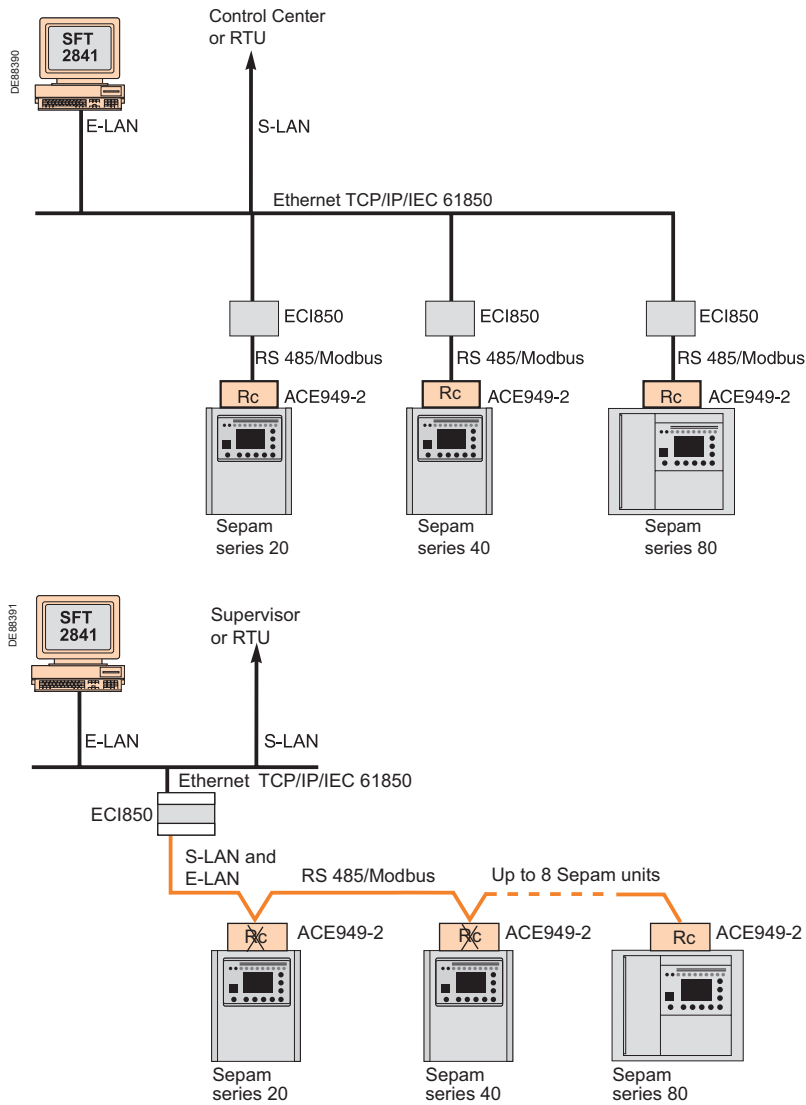 DE88390
SFT
2841
Control Center
or RTU
E-LAN
S-LAN
Ethernet TCP/IP/IEC 61850
ECI850
ECI850
ECI850
RS 485/Modbus
RS 485/Modbus
RS 485/Modbus
Rc
ACE949-2
Rc
ACE949-2
Rc
ACE949-2
Sepam
series 20
Sepam
series 40
Sepam
series 80
DE88391
SFT
2841
Supervisor
or RTU
E-LAN
S-LAN
Ethernet TCP/IP/IEC 61850
ECI850
S-LAN and
E-LAN
RS 485/Modbus
Up to 8 Sepam units
Rc
ACE949-2
Rc
ACE949-2
Rc
ACE949-2
Sepam
series 20
Sepam
series 40
Sepam
series 80